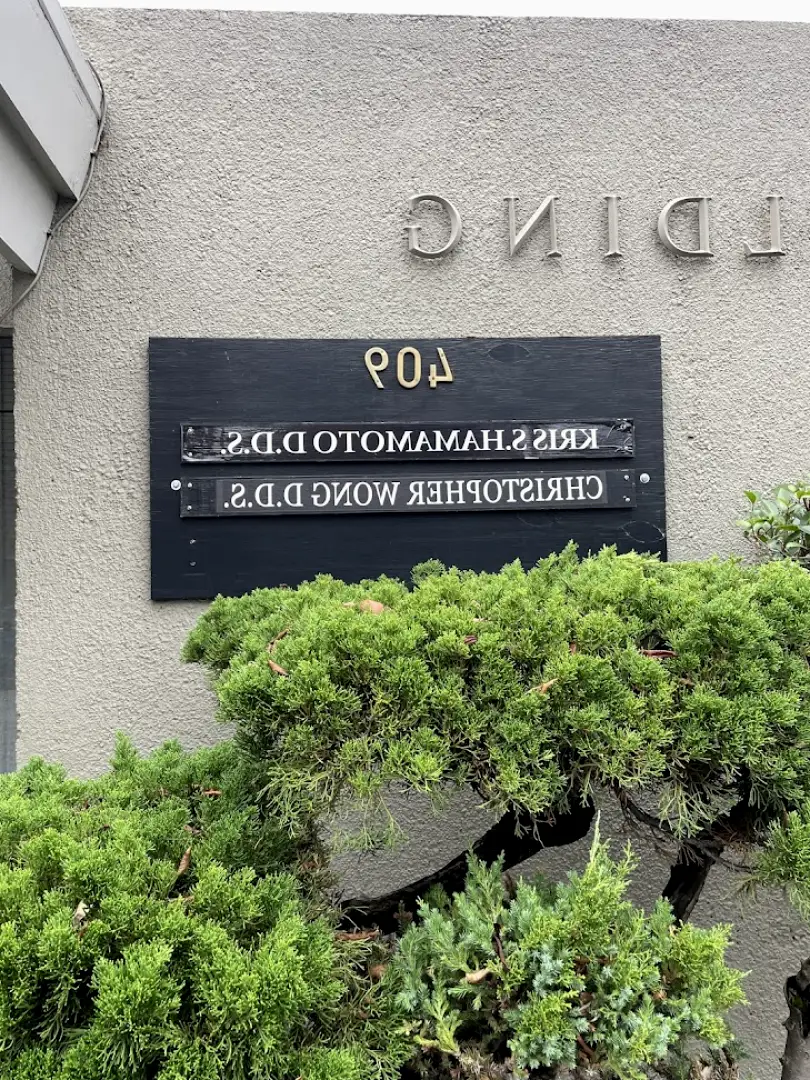 LDING
409
KRIS S.HAMAMOTO D.D.S.
CHRISTOPHER WONG D.D.S.